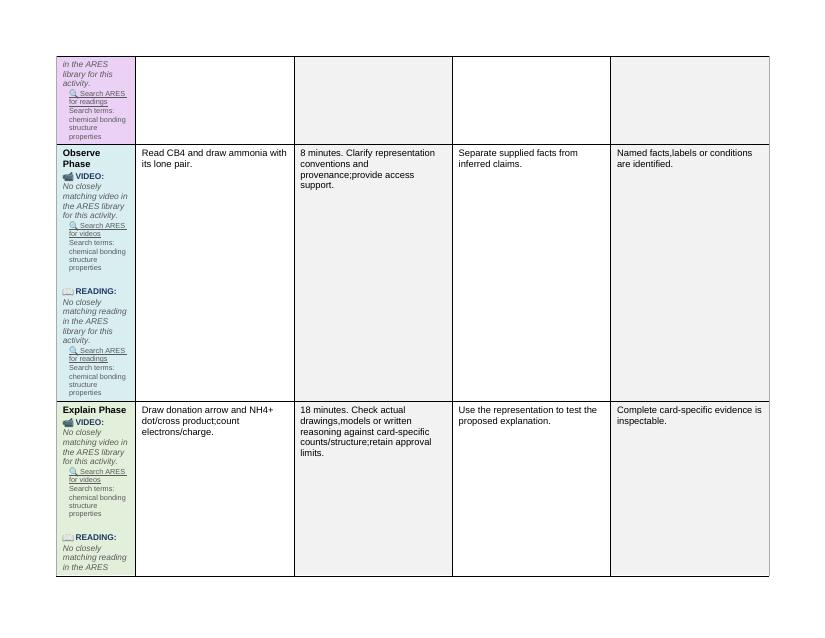 in the ARES
library for this
activity.
🔍 Search ARES
for readings
Search terms:
chemical bonding
structure
properties
Observe
Phase
📹 VIDEO:
No closely
matching video in
the ARES library
for this activity.
🔍 Search ARES
for videos
Search terms:
chemical bonding
structure
properties
📖 READING:
No closely
matching reading
in the ARES
library for this
activity.
🔍 Search ARES
for readings
Search terms:
chemical bonding
structure
properties
Read CB4 and draw ammonia with
its lone pair.
8 minutes. Clarify representation
conventions and
provenance;provide access
support.
Separate supplied facts from
inferred claims.
Named facts,labels or conditions
are identified.
Explain Phase
📹 VIDEO:
No closely
matching video in
the ARES library
for this activity.
🔍 Search ARES
for videos
Search terms:
chemical bonding
structure
properties
📖 READING:
No closely
matching reading
in the ARES
Draw donation arrow and NH4+
dot/cross product;count
electrons/charge.
18 minutes. Check actual
drawings,models or written
reasoning against card-specific
counts/structure;retain approval
limits.
Use the representation to test the
proposed explanation.
Complete card-specific evidence is
inspectable.